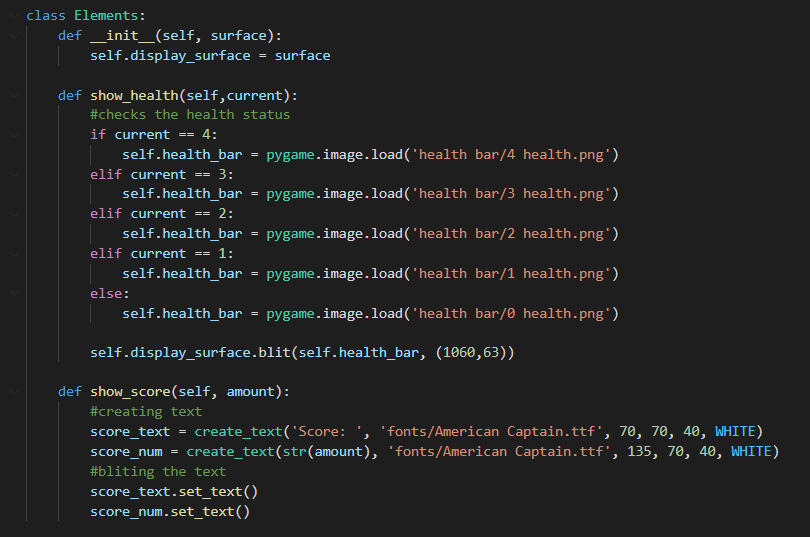 class Elements:
    def __init__(self, surface):
        self.display_surface = surface

    def show_health(self,current):
        #checks the health status
        if current == 4:
            self.health_bar = pygame.image.load('health bar/4 health.png')
        elif current == 3:
            self.health_bar = pygame.image.load('health bar/3 health.png')
        elif current == 2:
            self.health_bar = pygame.image.load('health bar/2 health.png')
        elif current == 1:
            self.health_bar = pygame.image.load('health bar/1 health.png')
        else:
            self.health_bar = pygame.image.load('health bar/0 health.png')

        self.display_surface.blit(self.health_bar, (1060,63))

    def show_score(self, amount):
        #creating text
        score_text = create_text('Score: ', 'fonts/American Captain.ttf', 70, 70, 40, WHITE)
        score_num = create_text(str(amount), 'fonts/American Captain.ttf', 135, 70, 40, WHITE)
        #bliting the text
        score_text.set_text()
        score_num.set_text()